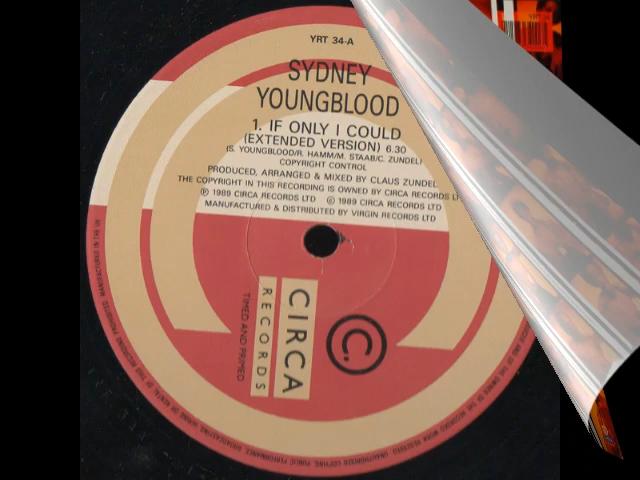 YRT 34-A
SYDNEY
YOUNGBLOOD
1. IF ONLY I COULD
(EXTENDED VERSION) 6.30
(S. YOUNGBLOOD/R. HAMM/M. STAAB/C. ZUNDEL)
COPYRIGHT CONTROL
PRODUCED, ARRANGED & MIXED BY CLAUS ZUNDEL
THE COPYRIGHT IN THIS RECORDING IS OWNED BY CIRCA RECORDS
℗ 1989 CIRCA RECORDS LTD © 1989 CIRCA RECORDS LTD
MANUFACTURED & DISTRIBUTED BY VIRGIN RECORDS LTD
CIRCA
RECORDS
TIMED AND PRIMED
C